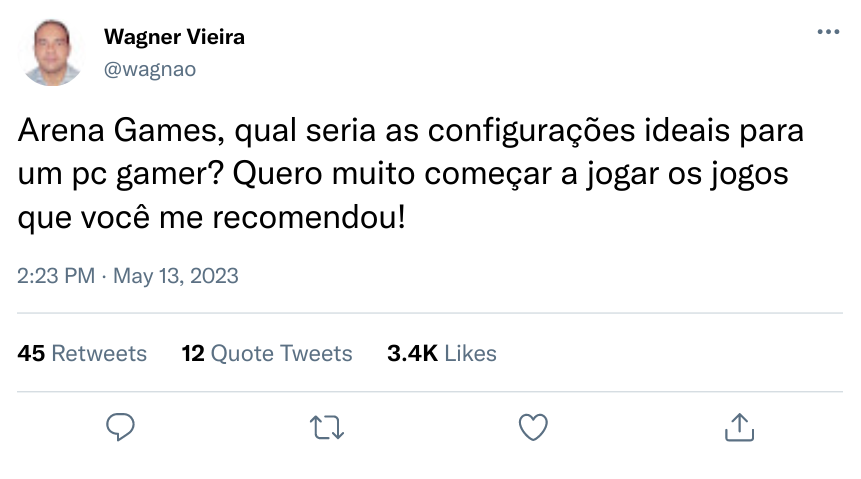 Wagner Vieira
@wagnao
Arena Games, qual seria as configurações ideais para
um pc gamer? Quero muito começar a jogar os jogos
que você me recomendou!
2:23 PM · May 13, 2023
45 Retweets 12 Quote Tweets 3.4K Likes